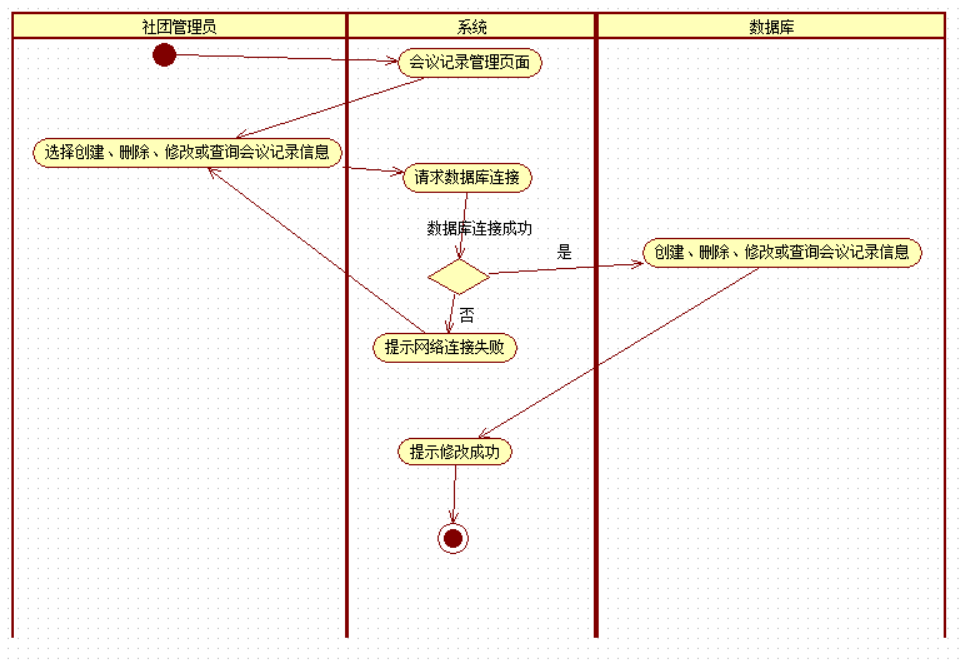 社团管理员
系统
数据库
会议记录管理页面
选择创建、删除、修改或查询会议记录信息
请求数据库连接
数据库连接成功
是
创建、删除、修改或查询会议记录信息
否
提示网络连接失败
提示修改成功